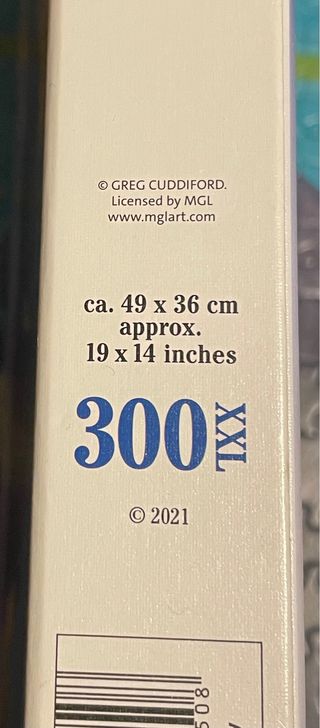 © GREG CUDDIFORD.
Licensed by MGL
www.mglart.com
ca. 49 x 36 cm
approx.
19 x 14 inches
300 XXL
© 2021
508